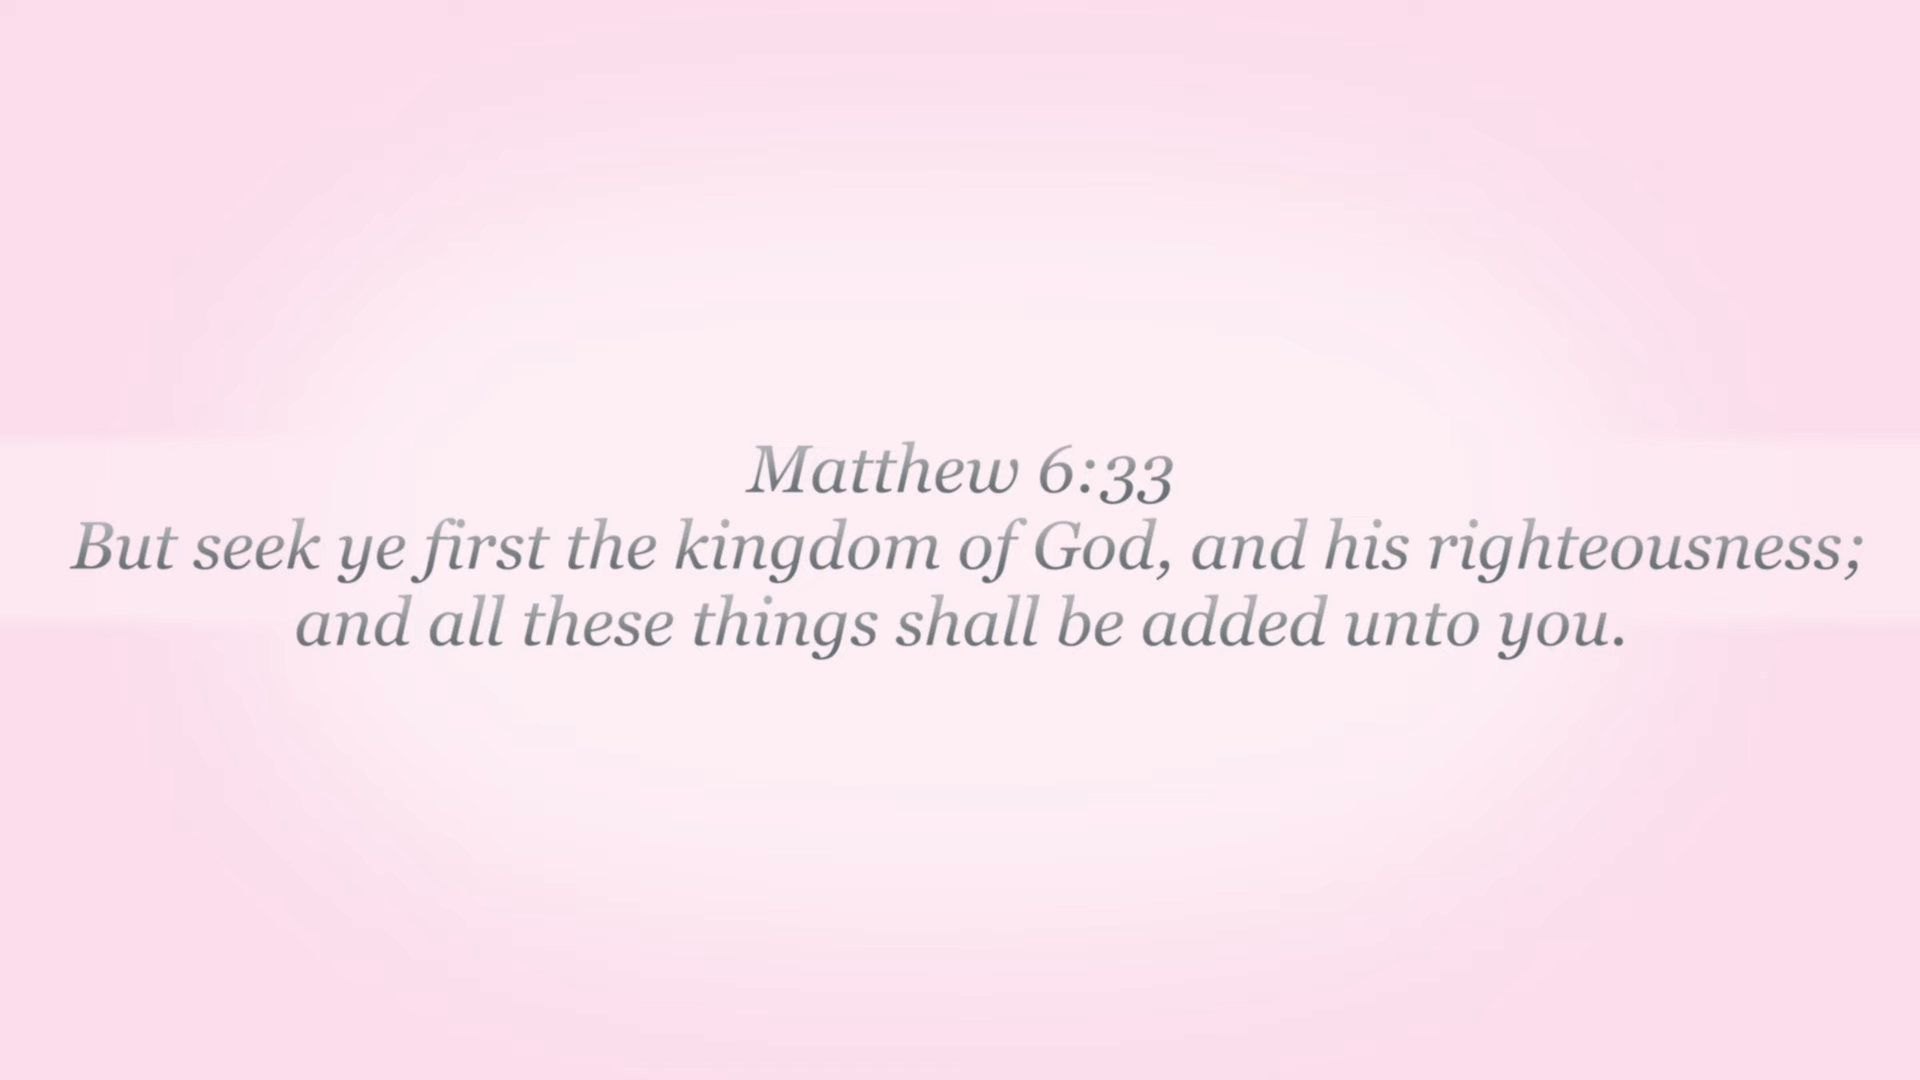 Matthew 6:33
But seek ye first the kingdom of God, and his righteousness;
and all these things shall be added unto you.